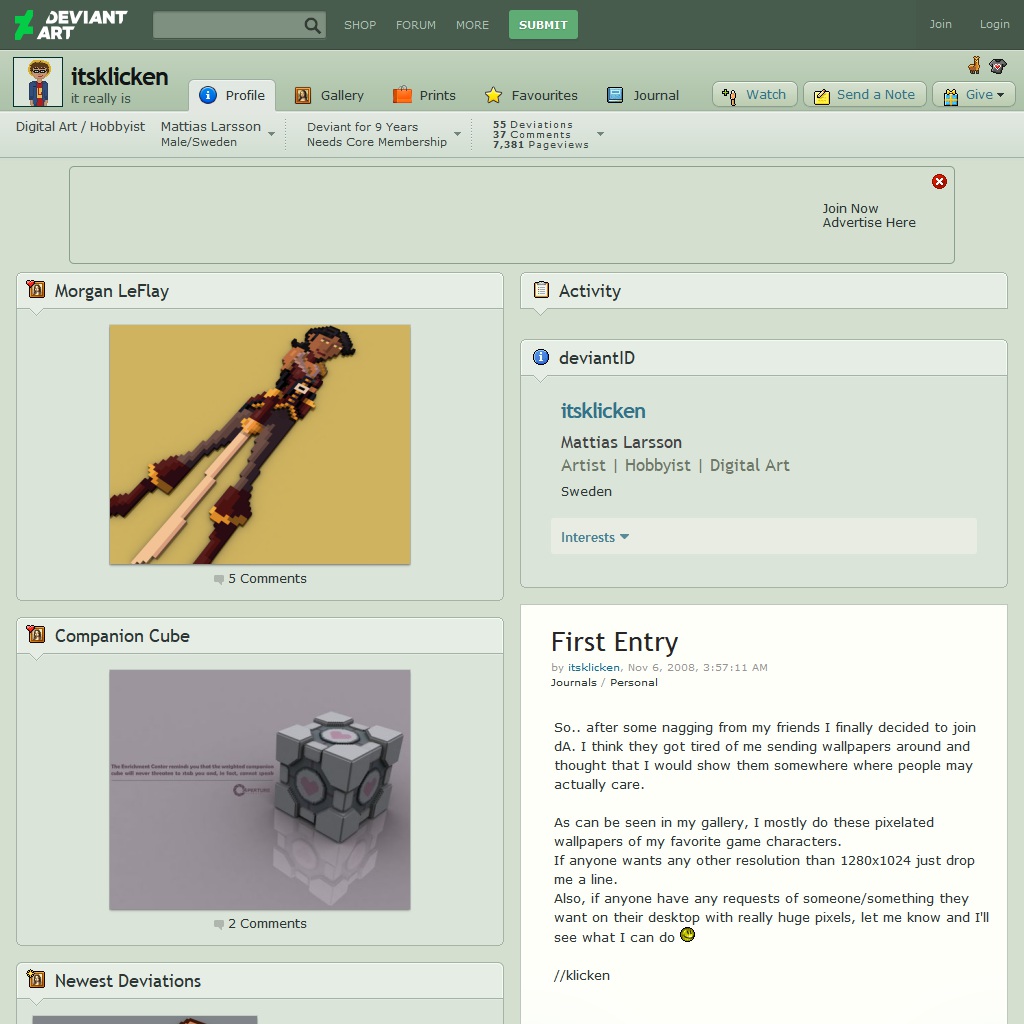 DEVIANT ART
SHOP
FORUM
MORE
SUBMIT
Join
Login
itsklicken
it really is
Profile
Gallery
Prints
Favourites
Journal
Watch
Send a Note
Give
Digital Art / Hobbyist
Mattias Larsson
Male/Sweden
Deviant for 9 Years
Needs Core Membership
55 Deviations
37 Comments
7,381 Pageviews
Join Now
Advertise Here
Morgan LeFlay
5 Comments
Companion Cube
The Enrichment Center reminds you that the weighted companion
cube will never threaten to stab you and, in fact, cannot speak
APERTURE
2 Comments
Newest Deviations
Activity
deviantID
itsklicken
Mattias Larsson
Artist | Hobbyist | Digital Art
Sweden
Interests
First Entry
by itsklicken, Nov 6, 2008, 3:57:11 AM
Journals / Personal
So.. after some nagging from my friends I finally decided to join
dA. I think they got tired of me sending wallpapers around and
thought that I would show them somewhere where people may
actually care.
As can be seen in my gallery, I mostly do these pixelated
wallpapers of my favorite game characters.
If anyone wants any other resolution than 1280x1024 just drop
me a line.
Also, if anyone have any requests of someone/something they
want on their desktop with really huge pixels, let me know and I'll
see what I can do
//klicken